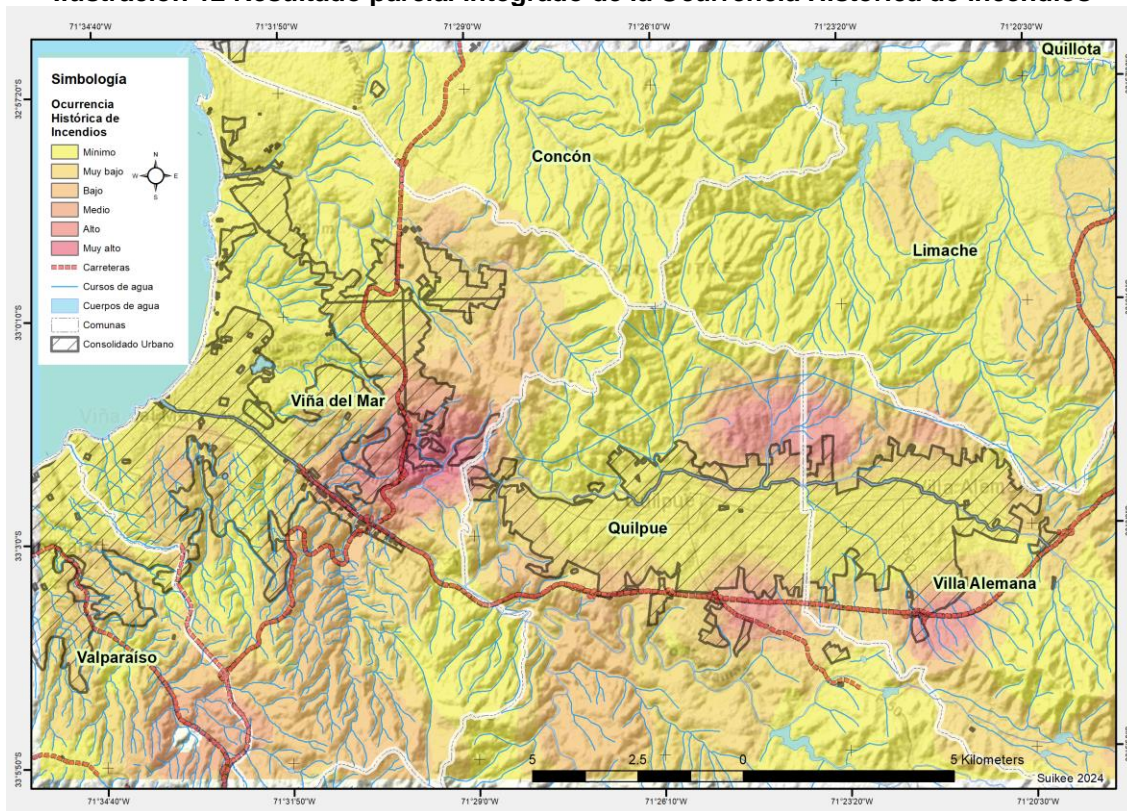 Ilustración 12 Resultado parcial integrado de la Ocurrencia Histórica de Incendios
71°34'40"W 71°31'50"W 71°29'0"W 71°26'10"W 71°23'20"W 71°20'30"W
Quillota
Simbología
Ocurrencia
Histórica de
Incendios
Mínimo
Muy bajo
Bajo
Medio
Alto
Muy alto
Carreteras
Cursos de agua
Cuerpos de agua
Comunas
Consolidado Urbano
N
W E
S
32°57'20"S
Concón
Limache
33°0'10"S
Viña del Mar
Quilpue
33°3'0"S
Villa Alemana
Valparaíso
33°5'50"S
5 2,5 0 5 Kilometers
Suikee 2024
71°34'40"W 71°31'50"W 71°29'0"W 71°26'10"W 71°23'20"W 71°20'30"W